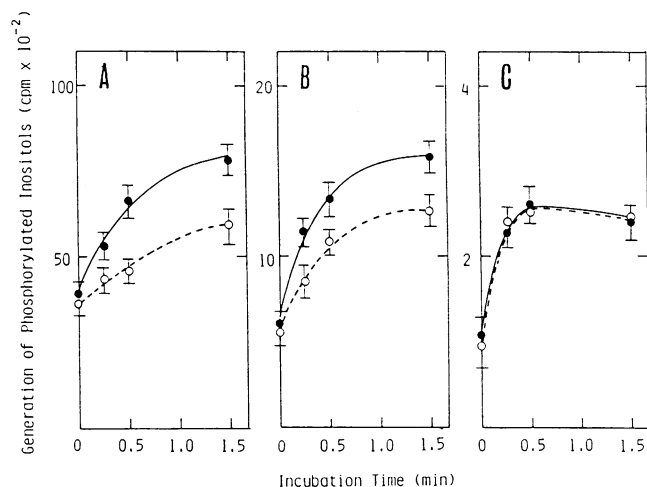 Generation of Phosphorylated Inositols (cpm x 10⁻²)
A
100
50
0 0.5 1.0 1.5
B
20
10
0 0.5 1.0 1.5
C
4
2
0 0.5 1.0 1.5
Incubation Time (min)